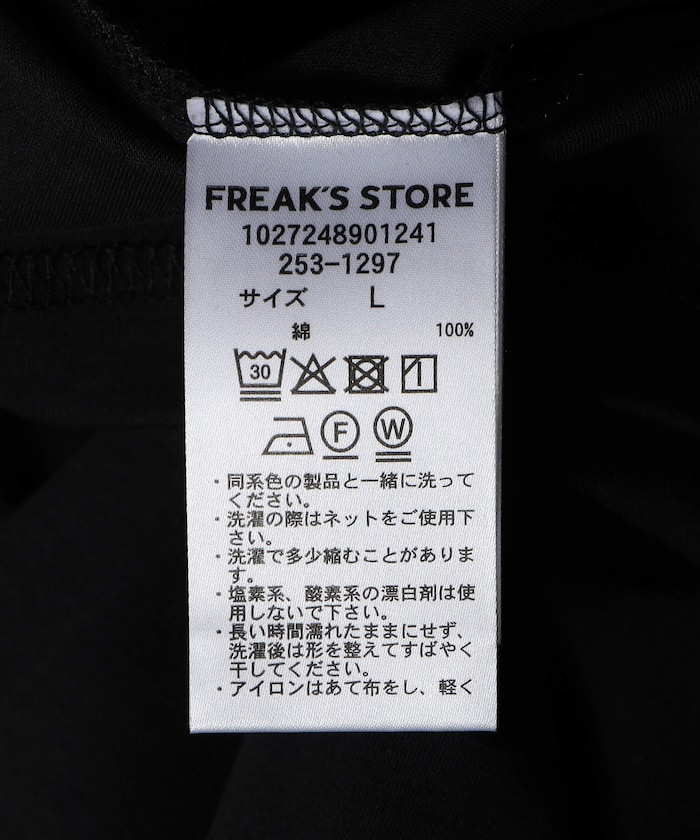 FREAK'S STORE
1027248901241
253-1297
サイズ L
綿 100%
30
F W
・同系色の製品と一緒に洗って
ください。
・洗濯の際はネットをご使用下
さい。
・洗濯で多少縮むことがありま
す。
・塩素系、酸素系の漂白剤は使
用しないで下さい。
・長い時間濡れたままにせず、
洗濯後は形を整えてすばやく
干してください。
・アイロンはあて布をし、軽く